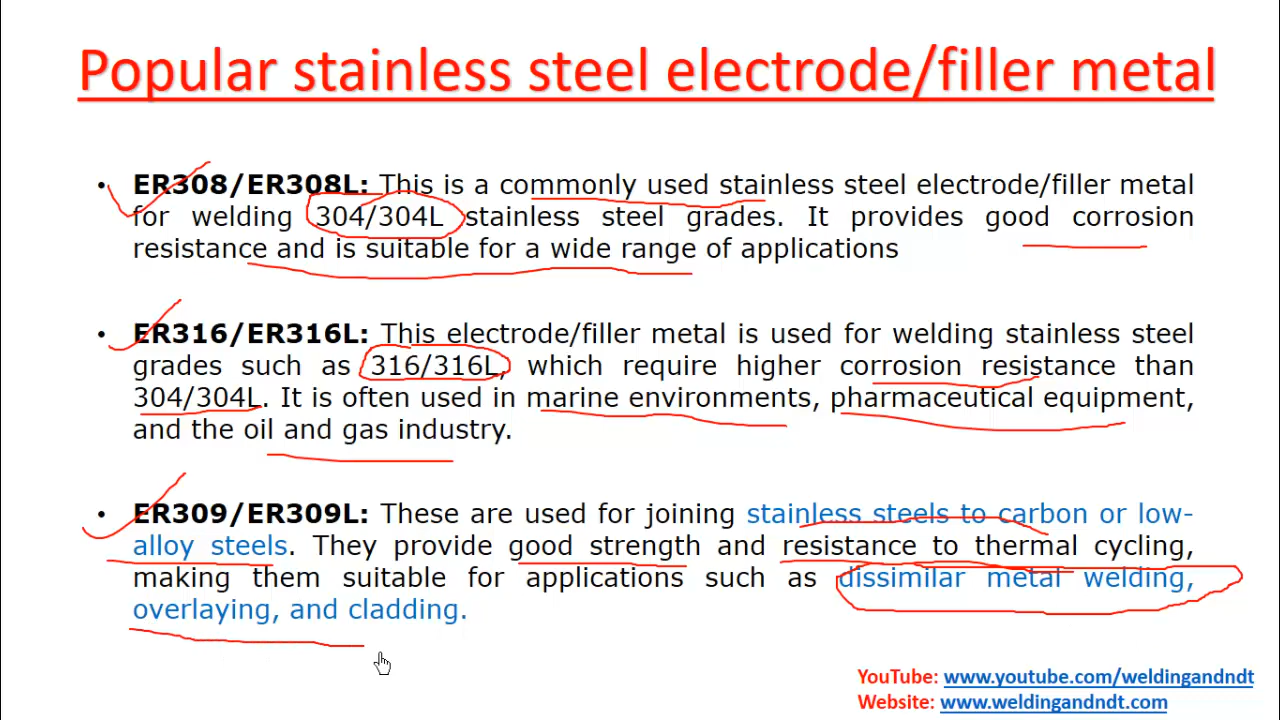 Popular stainless steel electrode/filler metal
• ER308/ER308L: This is a commonly used stainless steel electrode/filler metal
for welding 304/304L stainless steel grades. It provides good corrosion
resistance and is suitable for a wide range of applications
• ER316/ER316L: This electrode/filler metal is used for welding stainless steel
grades such as 316/316L, which require higher corrosion resistance than
304/304L. It is often used in marine environments, pharmaceutical equipment,
and the oil and gas industry.
• ER309/ER309L: These are used for joining stainless steels to carbon or low-
alloy steels. They provide good strength and resistance to thermal cycling,
making them suitable for applications such as dissimilar metal welding,
overlaying, and cladding.
YouTube: www.youtube.com/weldingandndt
Website: www.weldingandndt.com